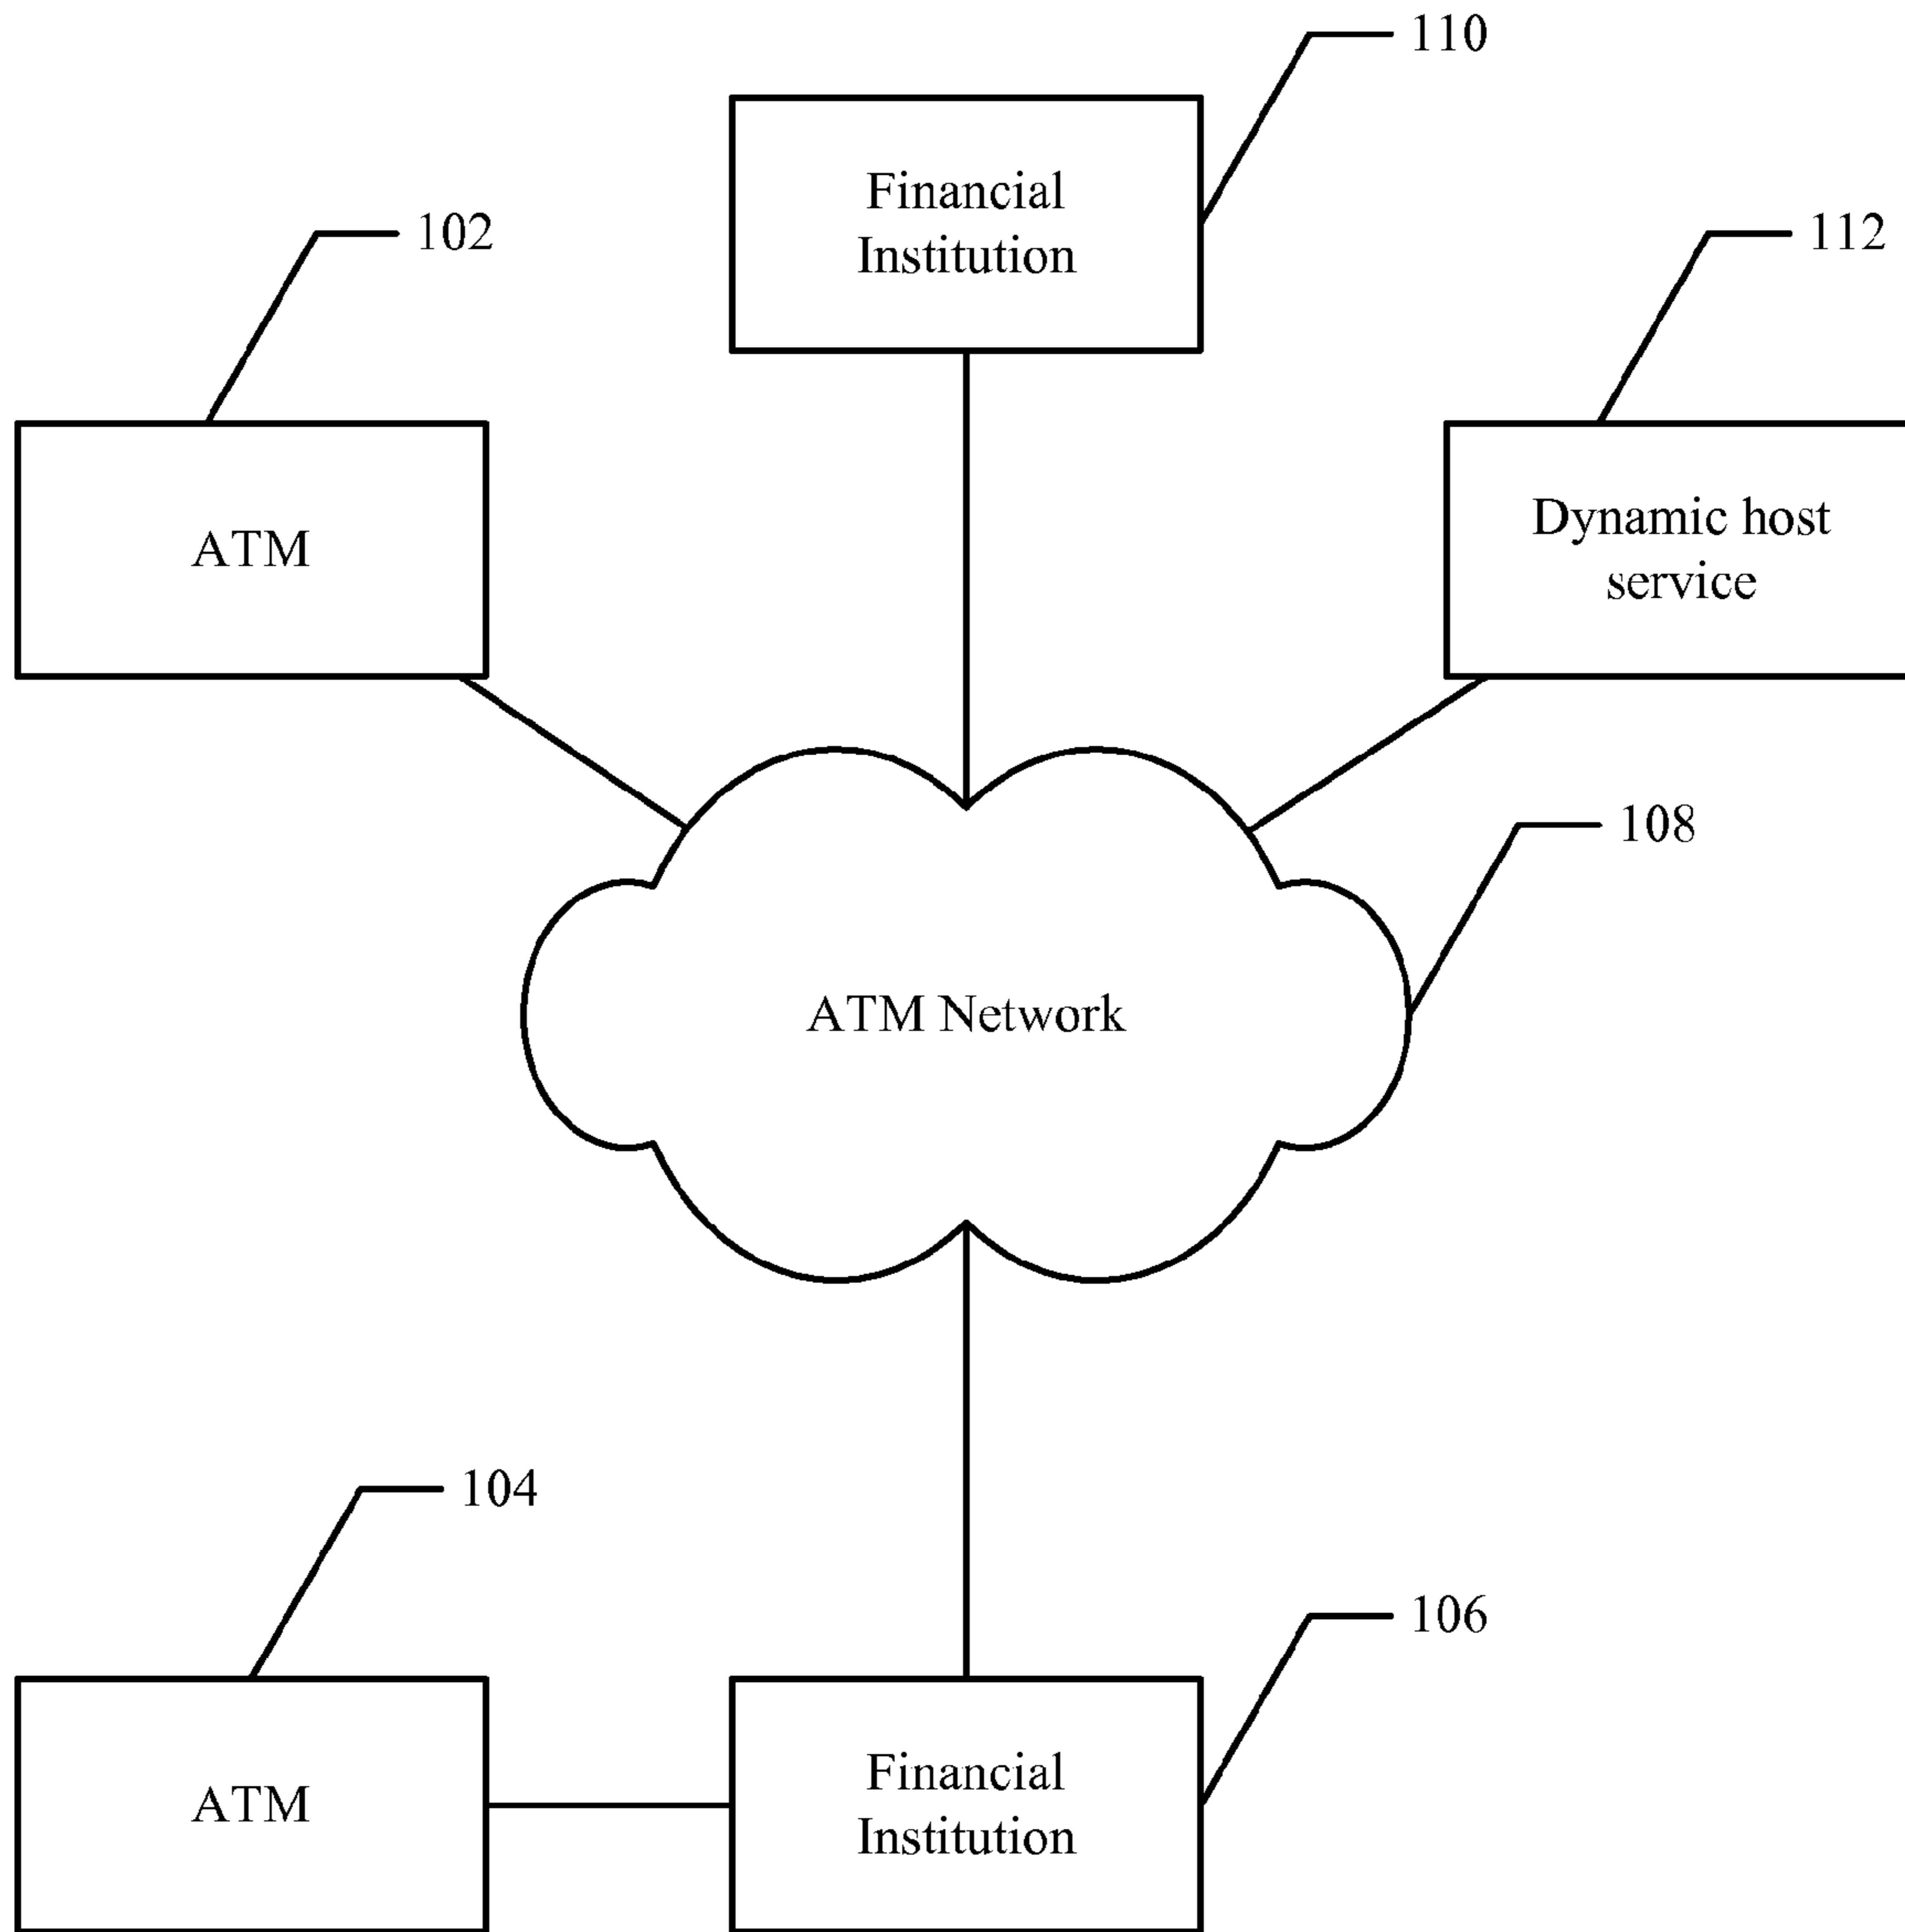 110
Financial
Institution
102
112
ATM
Dynamic host
service
108
ATM Network
104
106
ATM
Financial
Institution